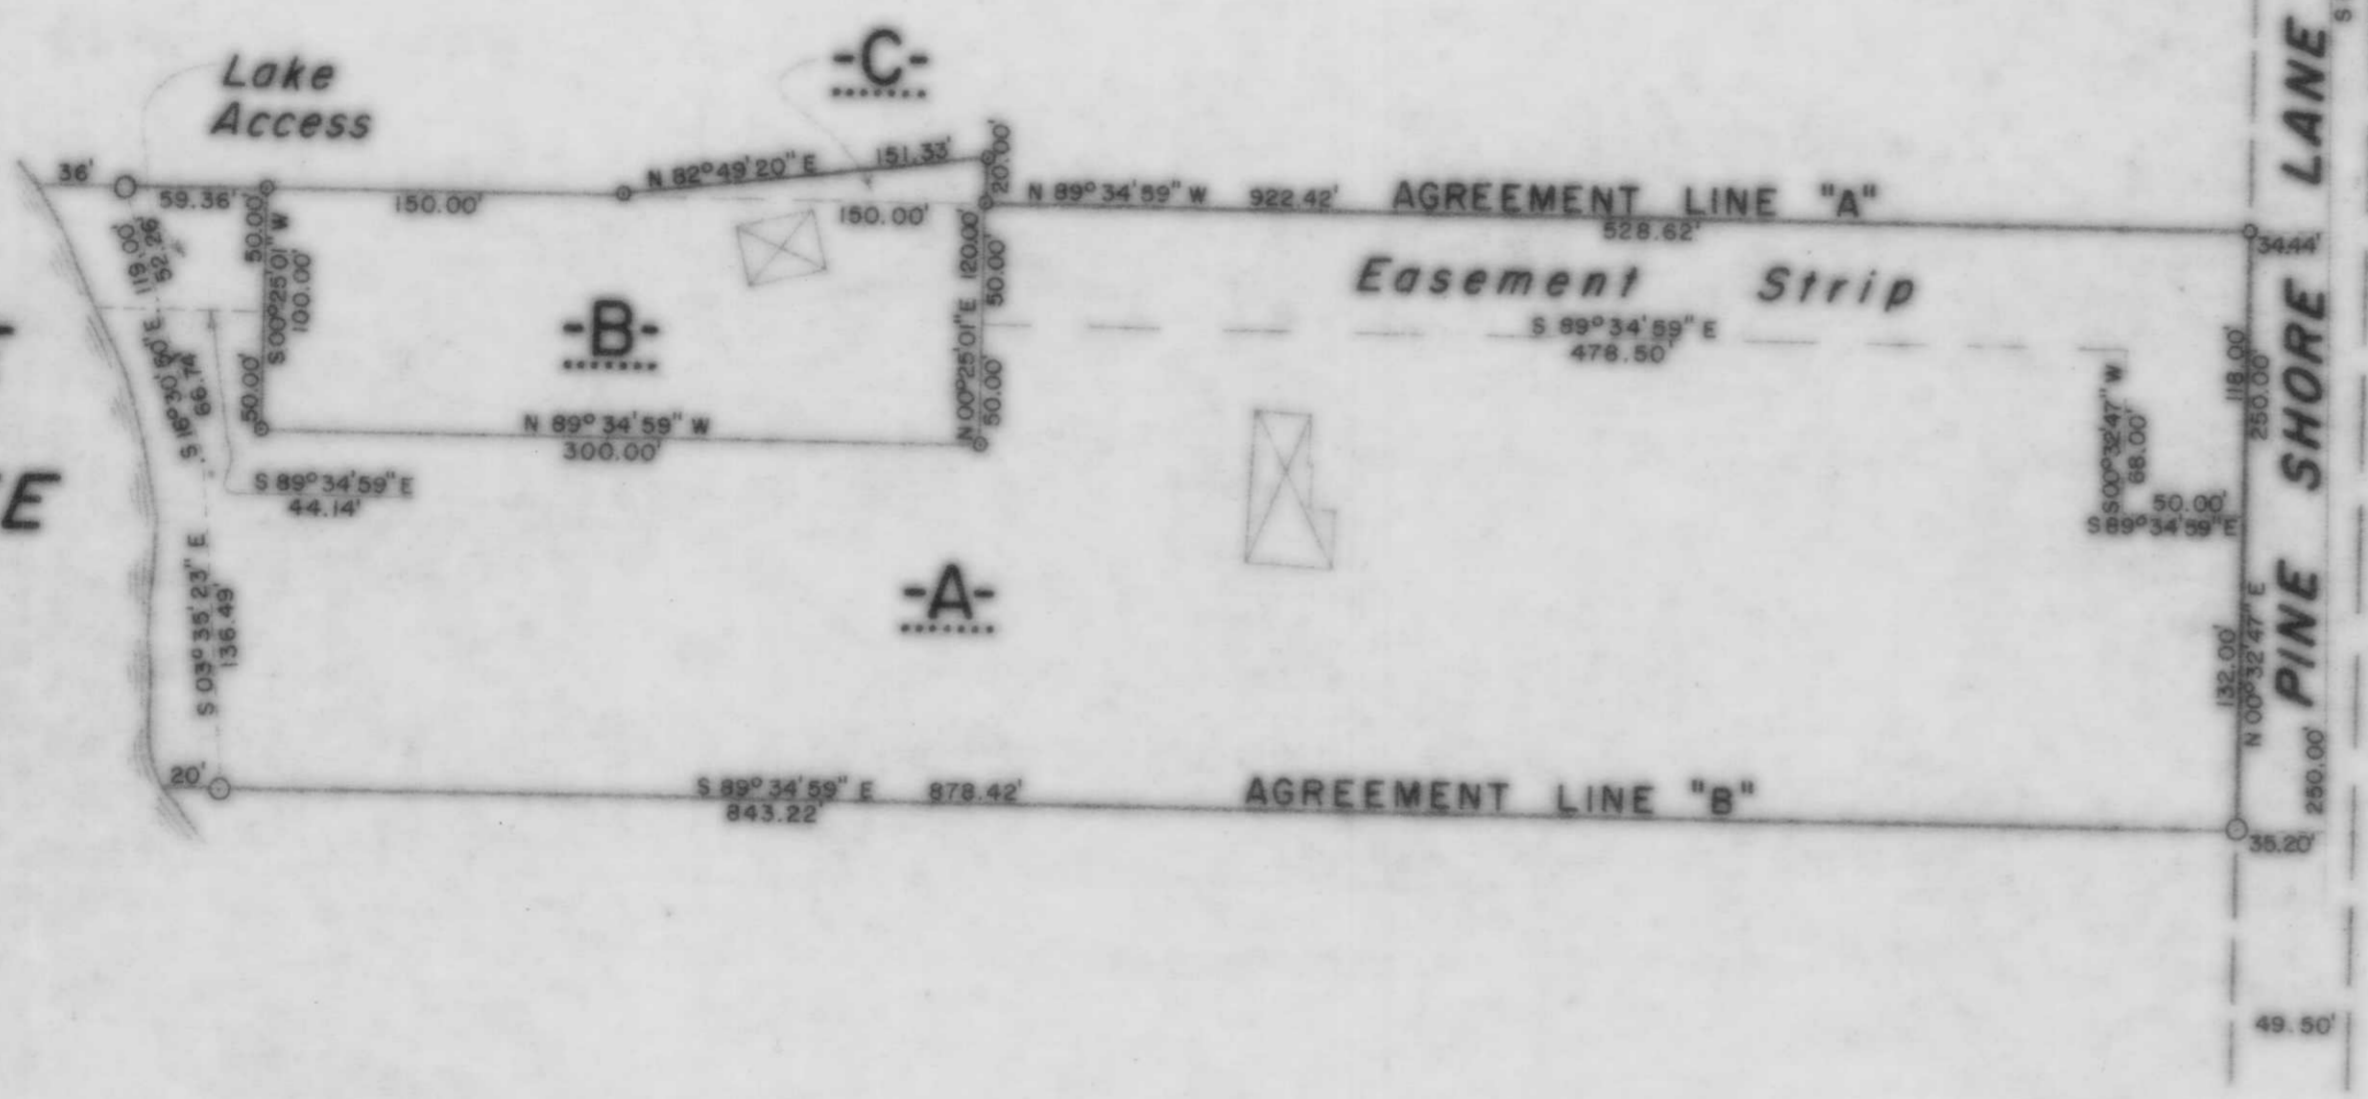 Lake
Access
-C-
36'
59.36'
150.00'
N 82°49'20" E 151.33'
20.00'
150.00'
N 89°34'59" W 922.42' AGREEMENT LINE "A"
528.62'
34.44'
119.00'
52.26'
50.00'
S 00°25'01" W
100.00'
50.00'
120.00'
50.00'
N 00°25'01" E
50.00'
-B-
Easement Strip
S 89°34'59" E
478.50'
66.74'
N 89°34'59" W
300.00'
S 89°34'59" E
44.14'
S 00°32'47" W
68.00'
50.00'
S 89°34'59" E
118.00'
250.00'
E
-A-
S 03°35'23" E
136.49'
132.00'
N 00°32'47" E
PINE SHORE LANE
S
20'
S 89°34'59" E 878.42' AGREEMENT LINE "B"
843.22'
250.00'
35.20'
49.50'